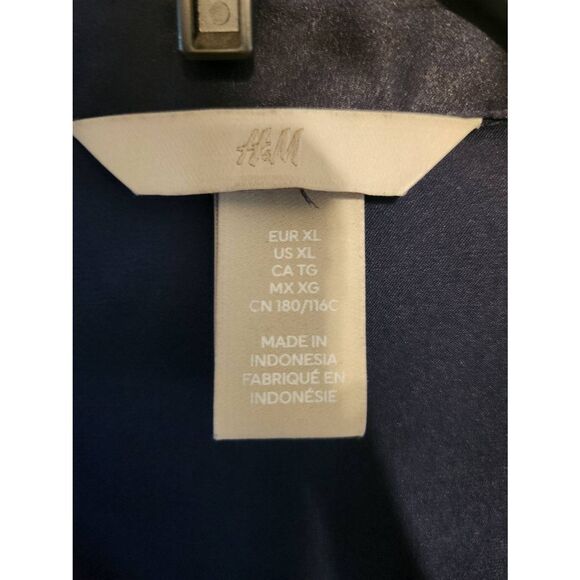 H&M
EUR XL
US XL
CA TG
MX XG
CN 180/116C
MADE IN
INDONESIA
FABRIQUÉ EN
INDONÉSIE